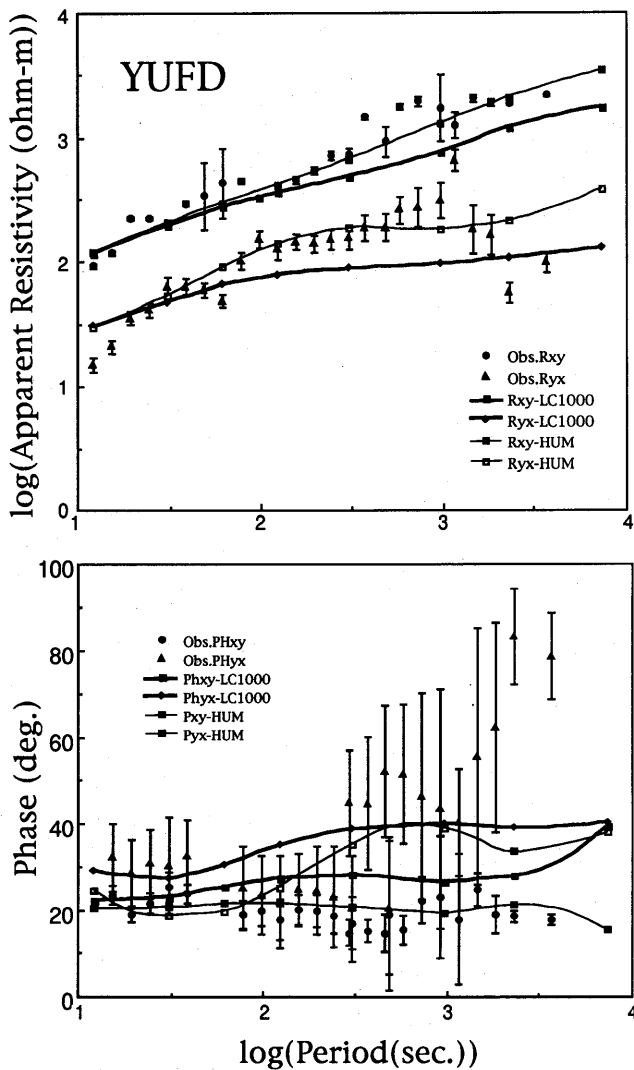 YUFD
log(Apparent Resistivity (ohm-m))
4
3
2
1
0
Obs.Rxy
Obs.Ryx
Rxy-LC1000
Ryx-LC1000
Rxy-HUM
Ryx-HUM
1 2 3 4
Phase (deg.)
100
80
60
40
20
0
Obs.PHxy
Obs.PHyx
Phxy-LC1000
Phyx-LC1000
Pxy-HUM
Pyx-HUM
1 2 3 4
log(Period(sec.))